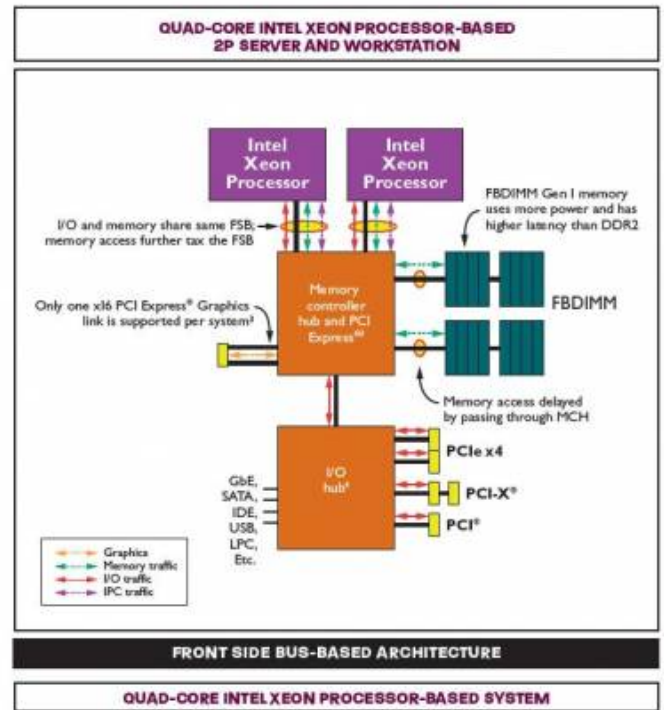 QUAD-CORE INTEL XEON PROCESSOR-BASED
2P SERVER AND WORKSTATION
Intel
Xeon
Processor
Intel
Xeon
Processor
I/O and memory share same FSB;
memory access further tax the FSB
FBDIMM Gen 1 memory
uses more power and has
higher latency than DDR2
Only one x16 PCI Express® Graphics
link is supported per system
Memory
controller
hub and PCI
Express
FBDIMM
Memory access delayed
by passing through MCH
I/O
hub
GbE,
SATA,
IDE,
USB,
LPC,
Etc.
PCIe x4
PCI-X®
PCI®
Graphics
Memory traffic
I/O traffic
IPC traffic
FRONT SIDE BUS-BASED ARCHITECTURE
QUAD-CORE INTEL XEON PROCESSOR-BASED SYSTEM